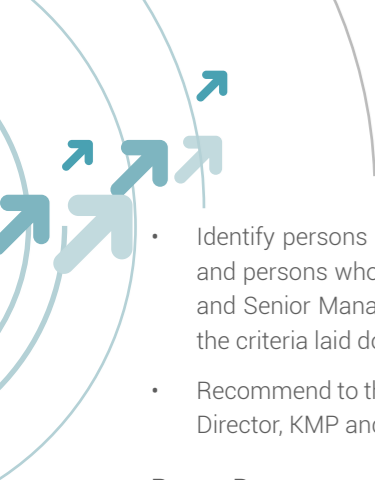 • Identify persons
and persons who
and Senior Mana
the criteria laid do
• Recommend to th
Director, KMP and